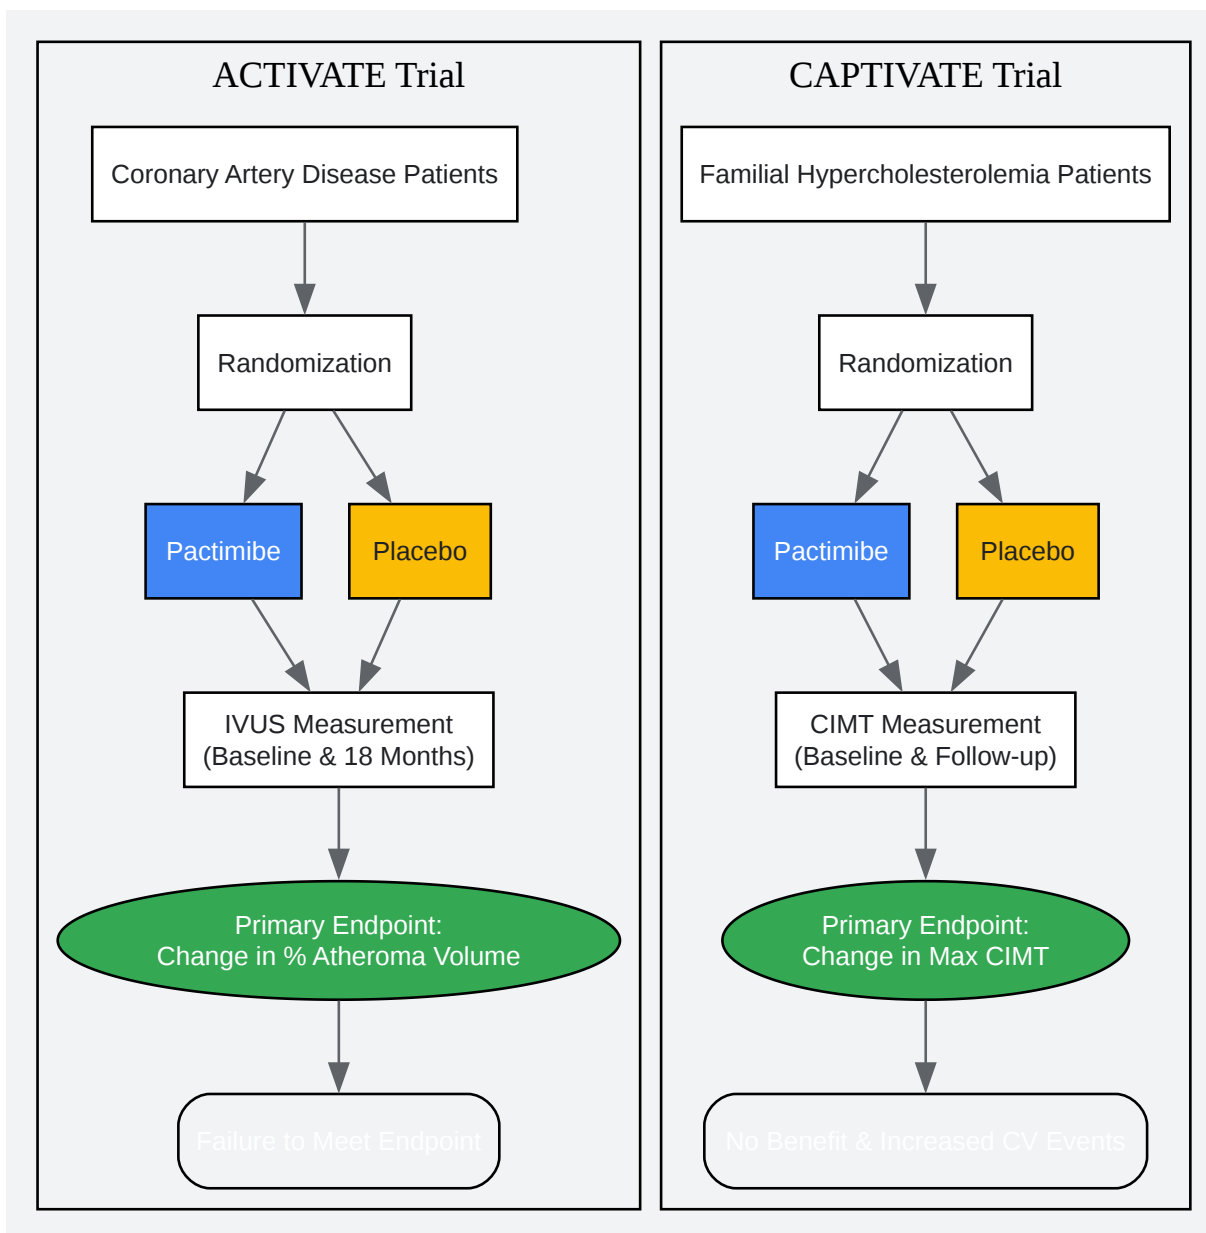 ACTIVATE Trial
Coronary Artery Disease Patients
Randomization
Pactimibe
Placebo
IVUS Measurement
(Baseline & 18 Months)
Primary Endpoint:
Change in % Atheroma Volume
Failure to Meet Endpoint
CAPTIVATE Trial
Familial Hypercholesterolemia Patients
Randomization
Pactimibe
Placebo
CIMT Measurement
(Baseline & Follow-up)
Primary Endpoint:
Change in Max CIMT
No Benefit & Increased CV Events